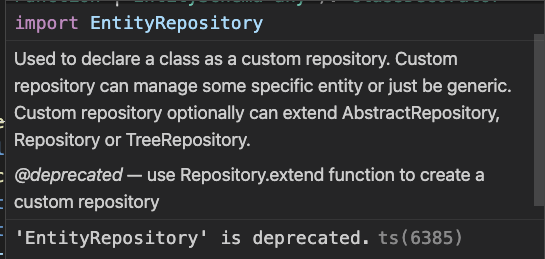 import EntityRepository
Used to declare a class as a custom repository. Custom
repository can manage some specific entity or just be generic.
Custom repository optionally can extend AbstractRepository,
Repository or TreeRepository.
@deprecated — use Repository.extend function to create a
custom repository
'EntityRepository' is deprecated. ts(6385)